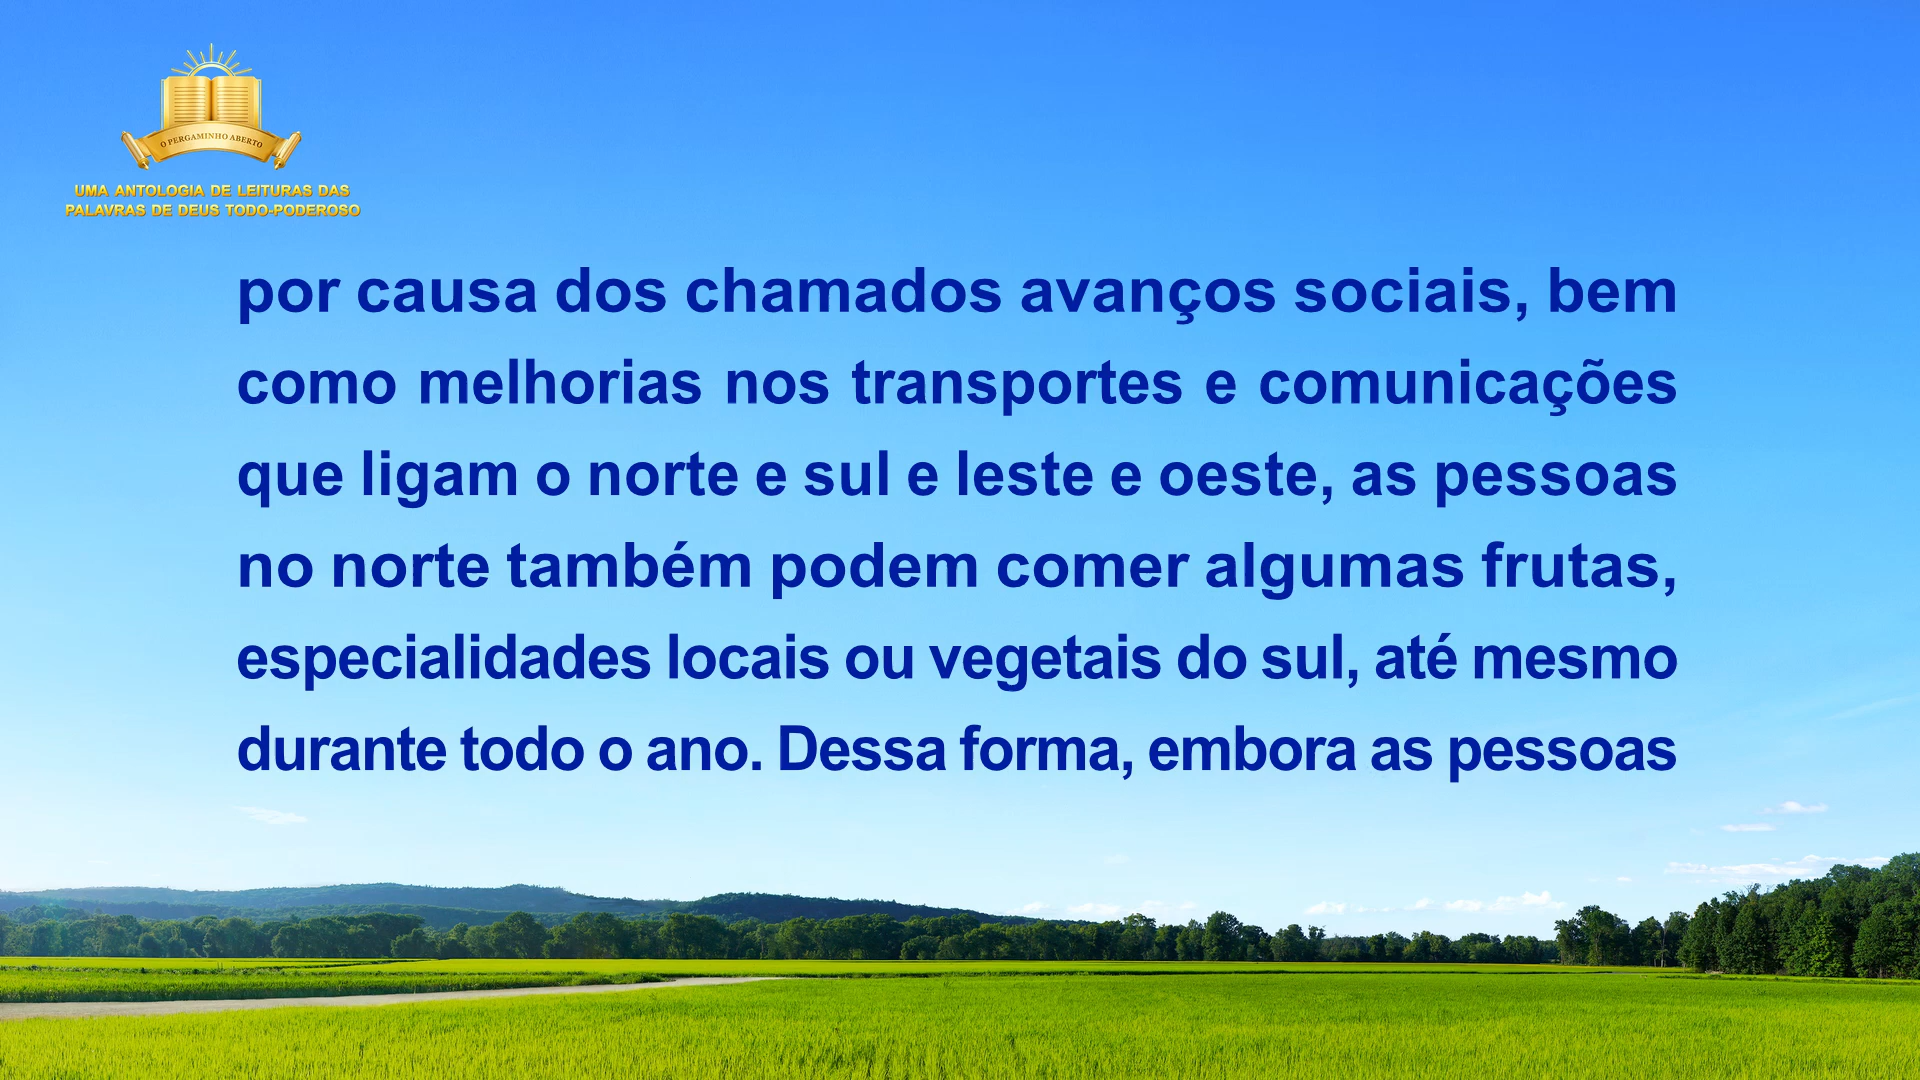 O PERGAMINHO ABERTO
UMA ANTOLOGIA DE LEITURAS DAS
PALAVRAS DE DEUS TODO-PODEROSO
por causa dos chamados avanços sociais, bem
como melhorias nos transportes e comunicações
que ligam o norte e sul e leste e oeste, as pessoas
no norte também podem comer algumas frutas,
especialidades locais ou vegetais do sul, até mesmo
durante todo o ano. Dessa forma, embora as pessoas